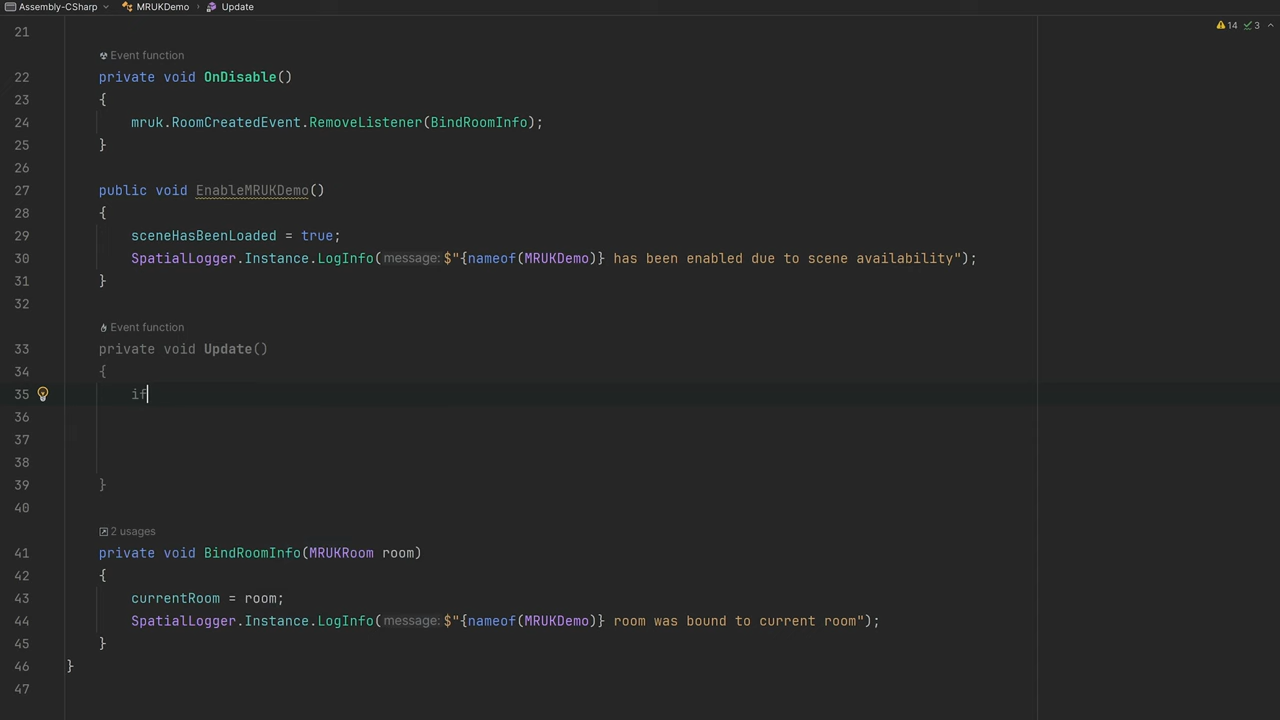 Assembly-CSharp MRUKDemo Update
14 3
21
Event function
22 private void OnDisable()
23 {
24 mruk.RoomCreatedEvent.RemoveListener(BindRoomInfo);
25 }
26
27 public void EnableMRUKDemo()
28 {
29 sceneHasBeenLoaded = true;
30 SpatialLogger.Instance.LogInfo(message: $"{nameof(MRUKDemo)} has been enabled due to scene availability");
31 }
32
Event function
33 private void Update()
34 {
35 if
36
37
38
39 }
40
2 usages
41 private void BindRoomInfo(MRUKRoom room)
42 {
43 currentRoom = room;
44 SpatialLogger.Instance.LogInfo(message: $"{nameof(MRUKDemo)} room was bound to current room");
45 }
46 }
47